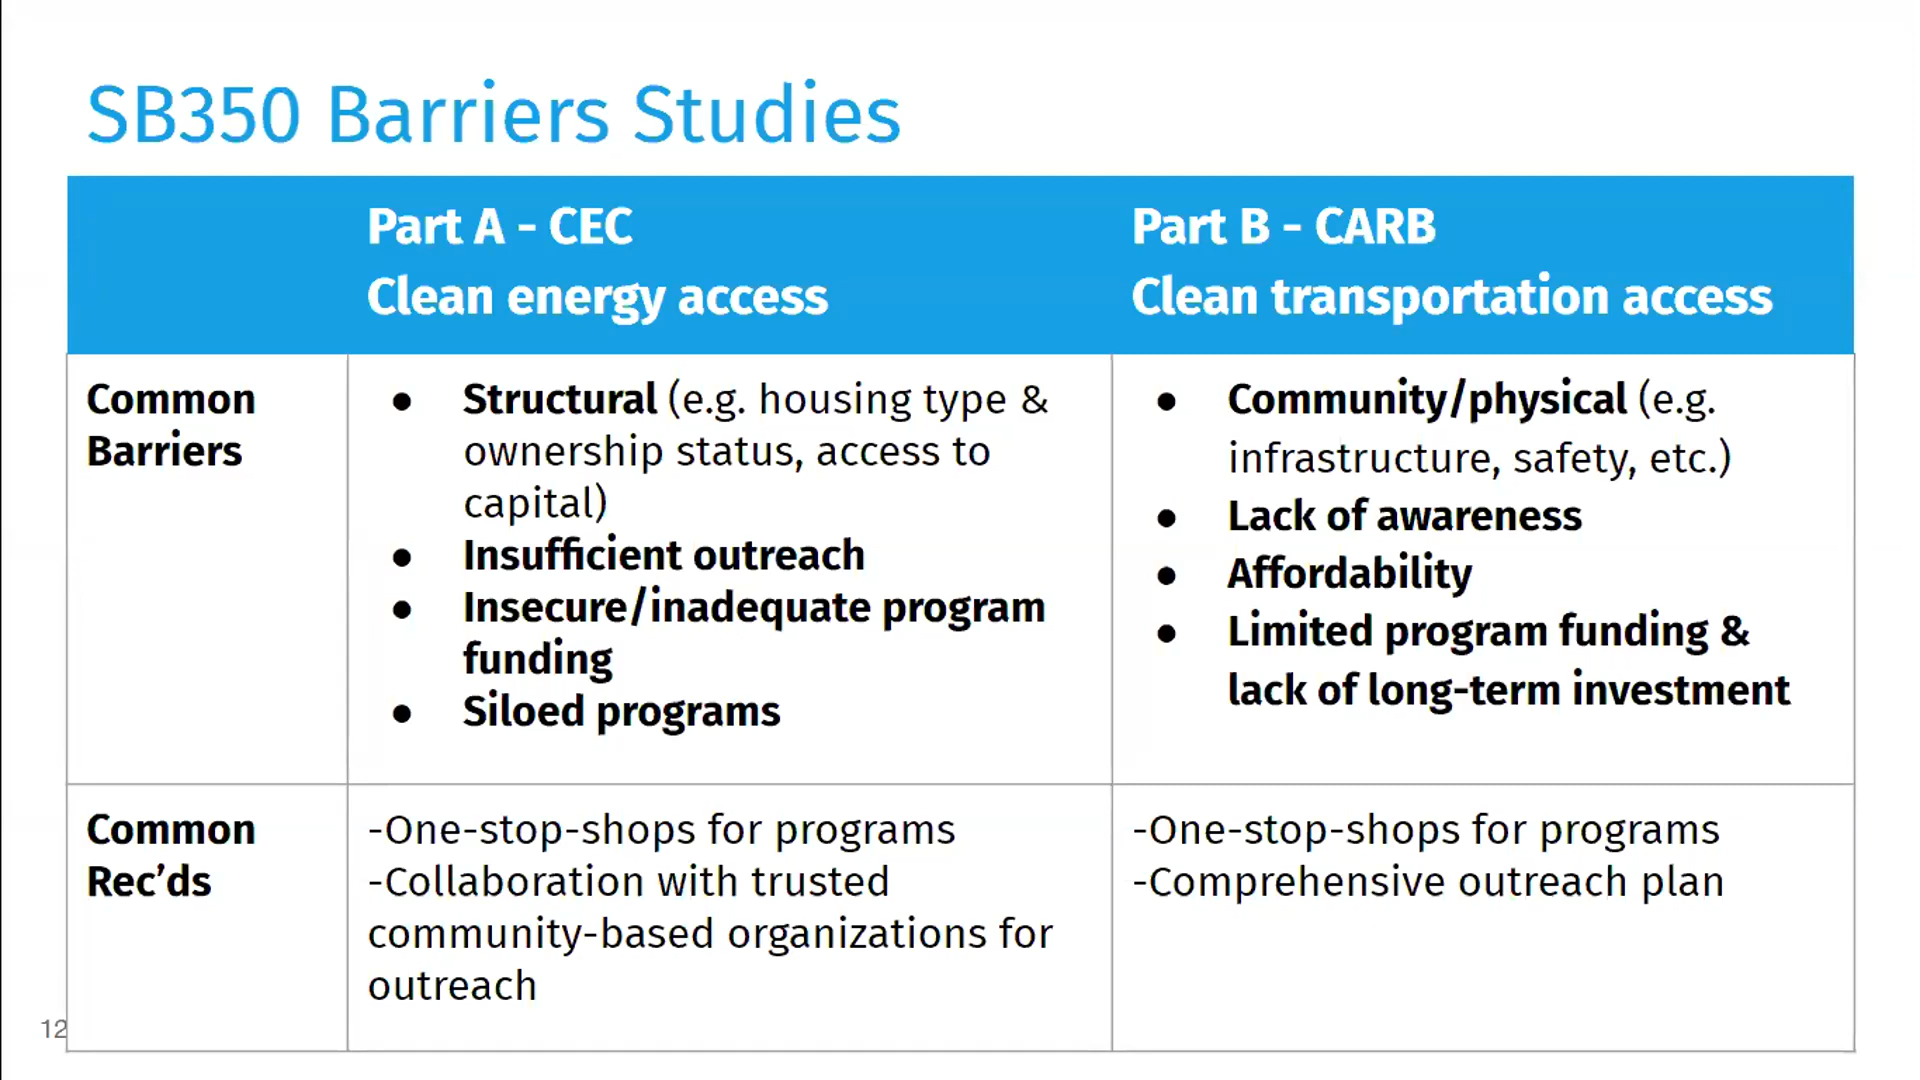 SB350 Barriers Studies
Part A - CEC
Clean energy access
Part B - CARB
Clean transportation access
Common
Barriers
● Structural (e.g. housing type &
ownership status, access to
capital)
● Insufficient outreach
● Insecure/inadequate program
funding
● Siloed programs
● Community/physical (e.g.
infrastructure, safety, etc.)
● Lack of awareness
● Affordability
● Limited program funding &
lack of long-term investment
Common
Rec’ds
-One-stop-shops for programs
-Collaboration with trusted
community-based organizations for
outreach
-One-stop-shops for programs
-Comprehensive outreach plan
12